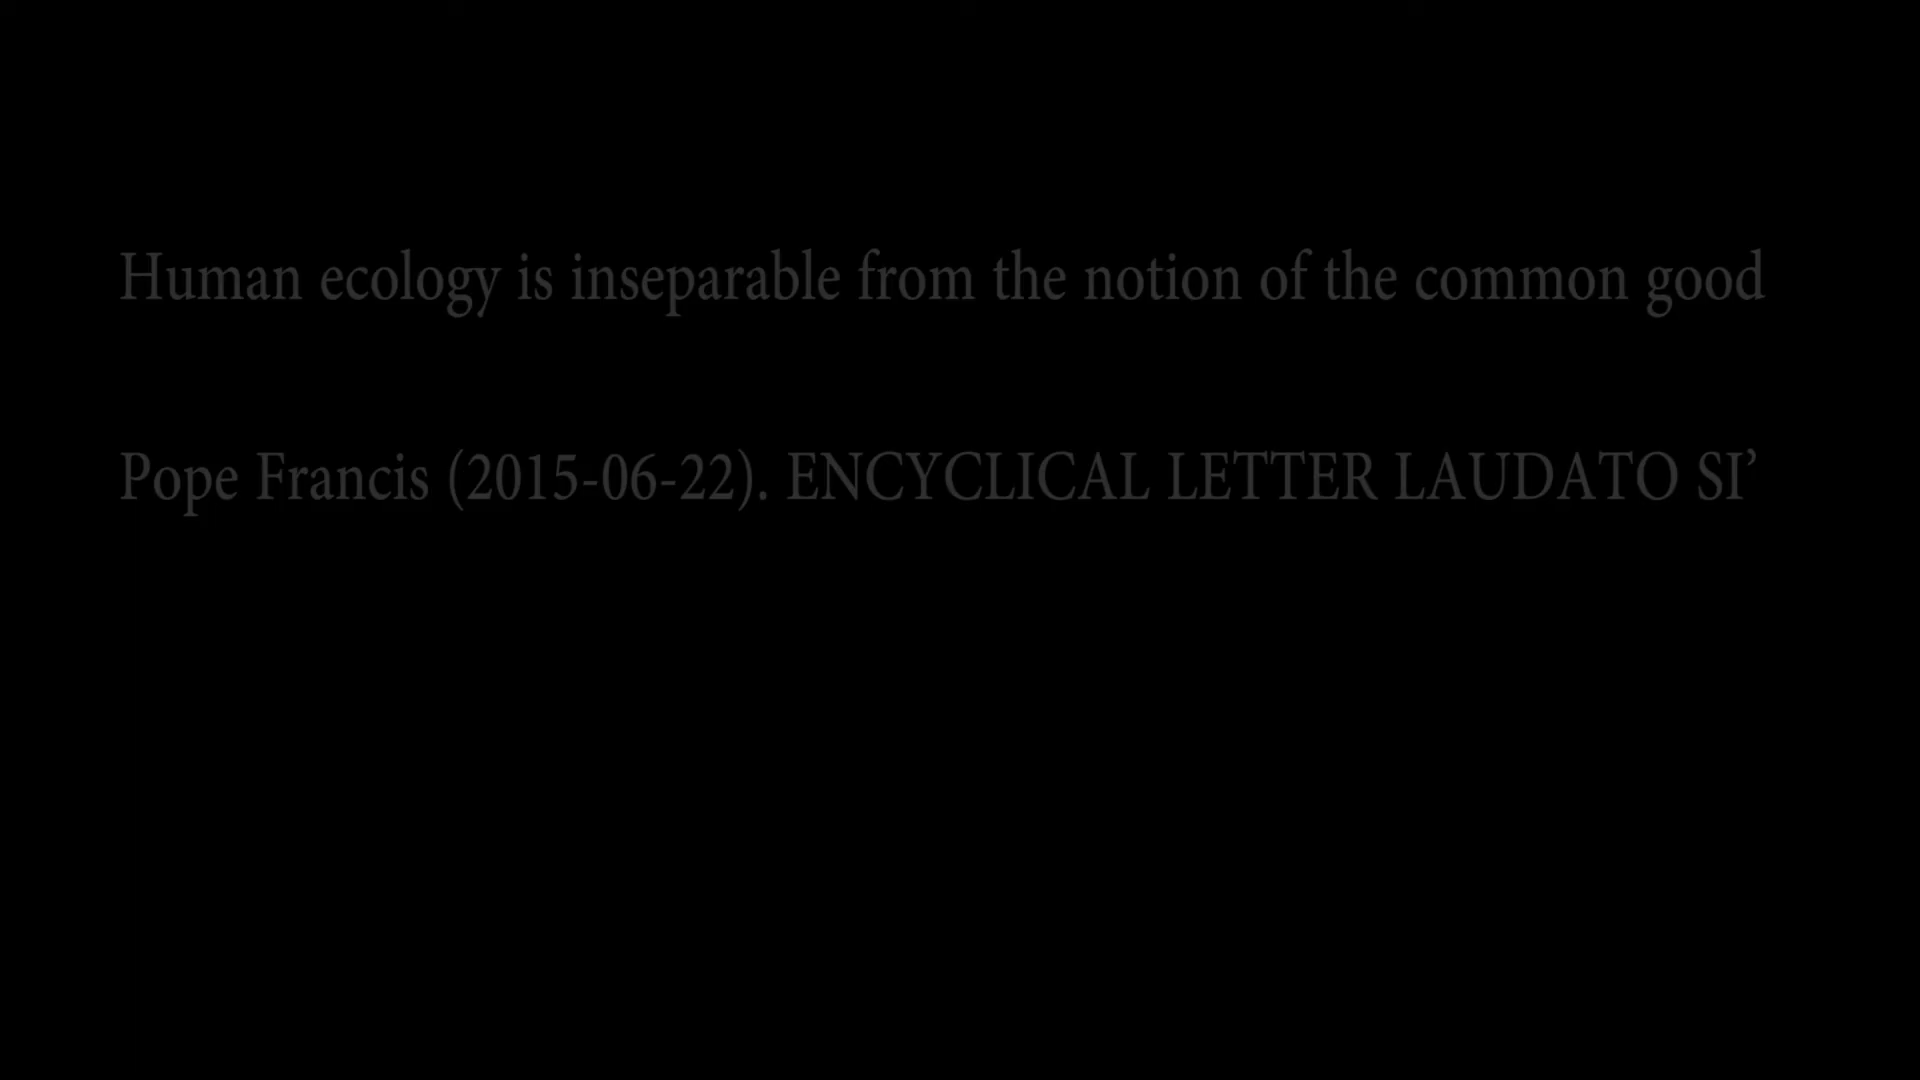 Human ecology is inseparable from the notion of the common good
Pope Francis (2015-06-22). ENCYCLICAL LETTER LAUDATO SI’